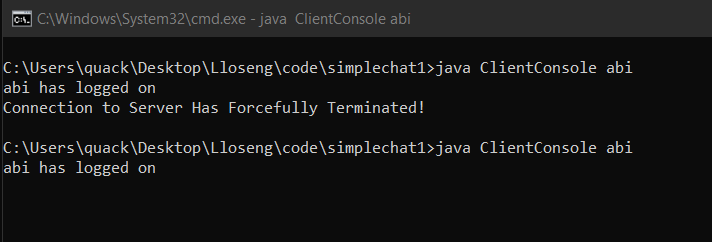 C:\Windows\System32\cmd.exe - java  ClientConsole abi
C:\Users\quack\Desktop\Lloseng\code\simplechat1>java ClientConsole abi
abi has logged on
Connection to Server Has Forcefully Terminated!
C:\Users\quack\Desktop\Lloseng\code\simplechat1>java ClientConsole abi
abi has logged on